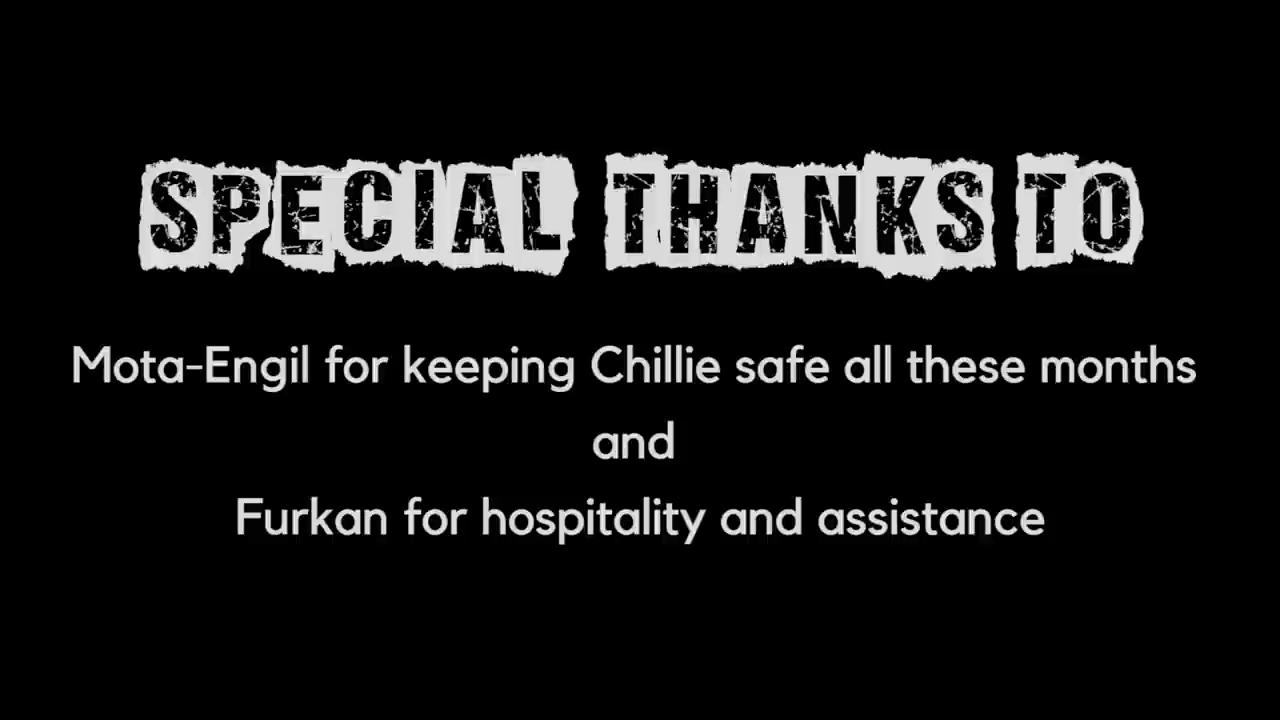 SPECIAL THANKS TO
Mota-Engil for keeping Chillie safe all these months
and
Furkan for hospitality and assistance